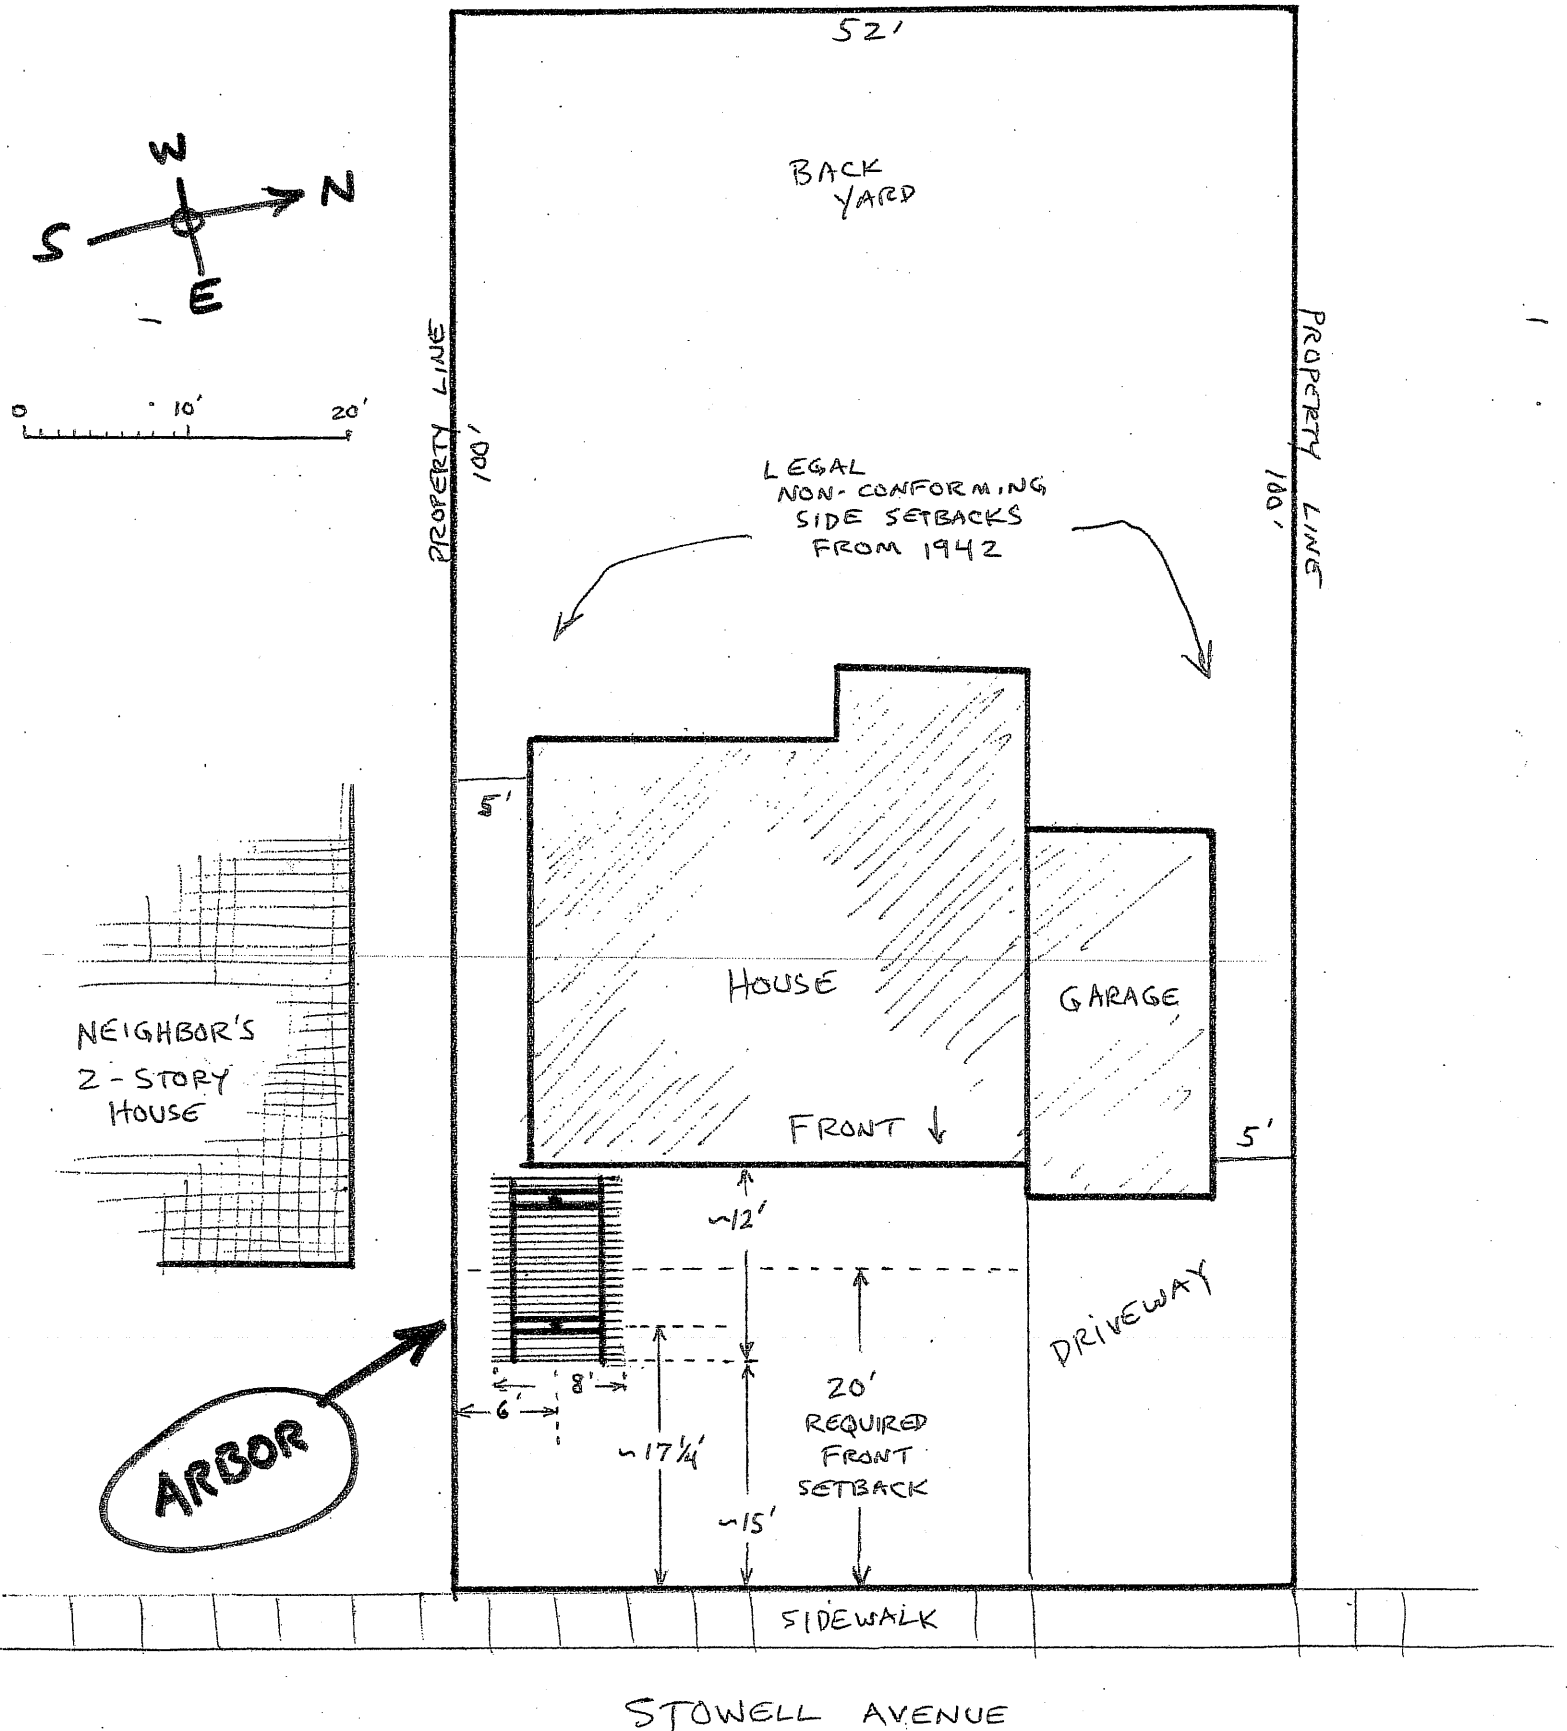 52'
BACK
YARD
W
N
S
E
0
10'
20'
PROPERTY LINE
100'
PROPERTY LINE
100'
LEGAL
NON-CONFORMING
SIDE SETBACKS
FROM 1942
5'
HOUSE
GARAGE
NEIGHBOR'S
2-STORY
HOUSE
FRONT ↓
5'
~12'
DRIVEWAY
8'
6'
20'
REQUIRED
FRONT
SETBACK
~17¼'
~15'
ARBOR
SIDEWALK
STOWELL AVENUE